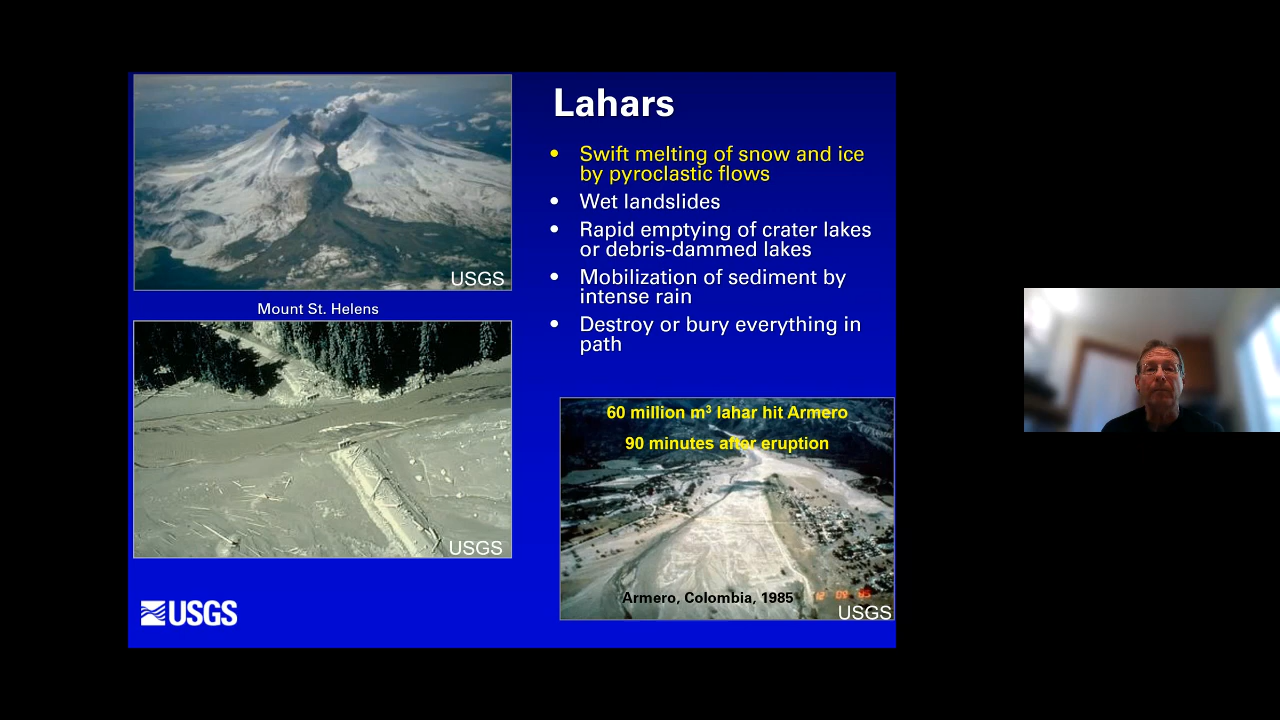 Lahars
• Swift melting of snow and ice
by pyroclastic flows
• Wet landslides
• Rapid emptying of crater lakes
or debris-dammed lakes
• Mobilization of sediment by
intense rain
• Destroy or bury everything in
path
USGS
Mount St. Helens
USGS
60 million m³ lahar hit Armero
90 minutes after eruption
Armero, Colombia, 1985
USGS
USGS